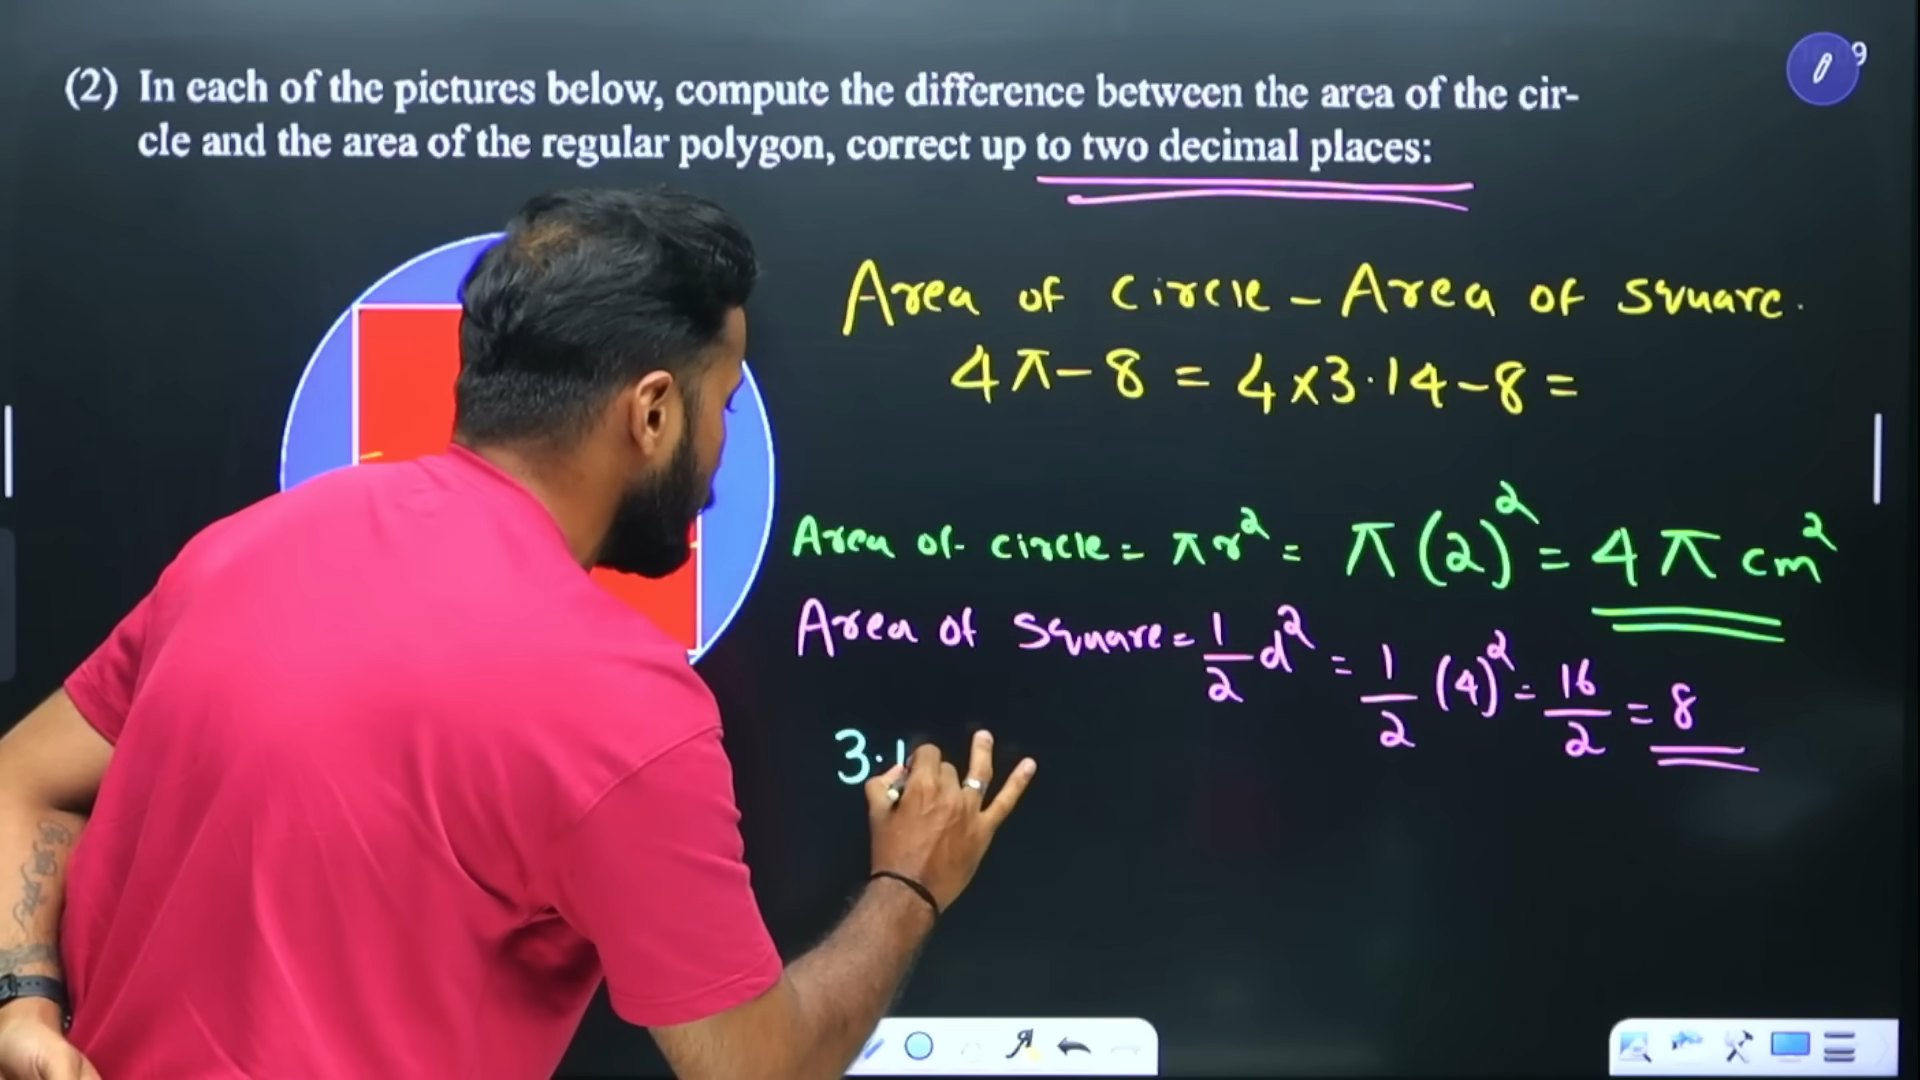 (2) In each of the pictures below, compute the difference between the area of the cir-
cle and the area of the regular polygon, correct up to two decimal places:
9
Area of circle - Area of square.
4π - 8 = 4 x 3.14 - 8 =
Area of circle = πr² = π(2)² = 4π cm²
Area of square = 1/2 d² = 1/2 (4)² = 16/2 = 8
3.1